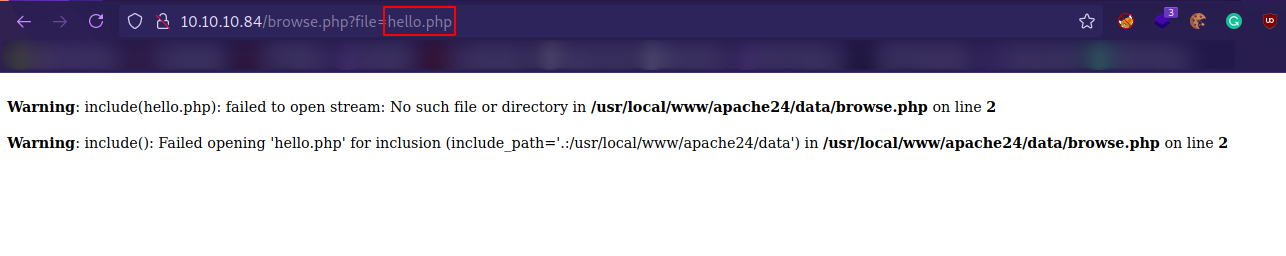 10.10.10.84/browse.php?file=hello.php
3
Warning: include(hello.php): failed to open stream: No such file or directory in /usr/local/www/apache24/data/browse.php on line 2
Warning: include(): Failed opening 'hello.php' for inclusion (include_path='.:/usr/local/www/apache24/data') in /usr/local/www/apache24/data/browse.php on line 2